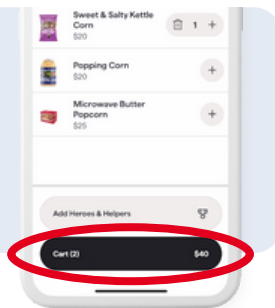 Sweet & Salty Kettle
Corn
$20
1 +
Popping Corn
$20
+
Microwave Butter
Popcorn
$25
+
Add Heroes & Helpers
Cart (2) $40